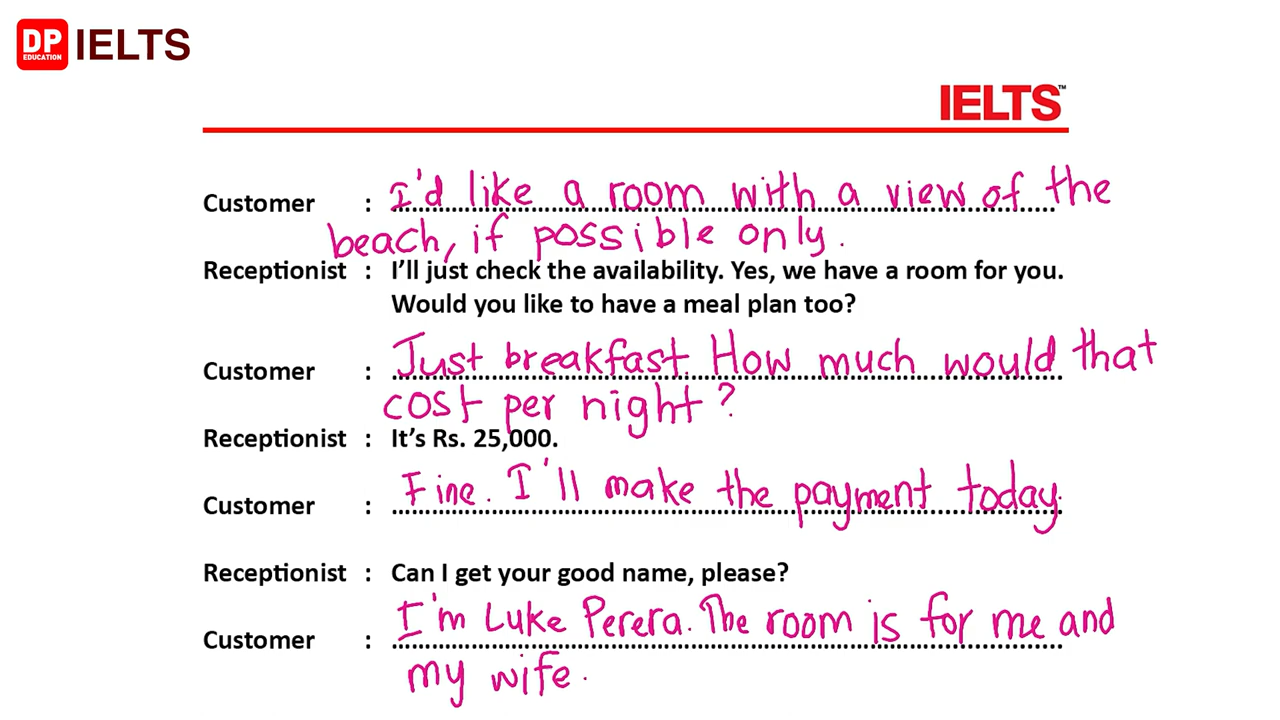 DP EDUCATION IELTS
IELTS™
Customer : I'd like a room with a view of the
beach, if possible only.
Receptionist : I'll just check the availability. Yes, we have a room for you.
Would you like to have a meal plan too?
Customer : Just breakfast. How much would that
cost per night?
Receptionist : It's Rs. 25,000.
Customer : Fine. I'll make the payment today.
Receptionist : Can I get your good name, please?
Customer : I'm Luke Perera. The room is for me and
my wife.